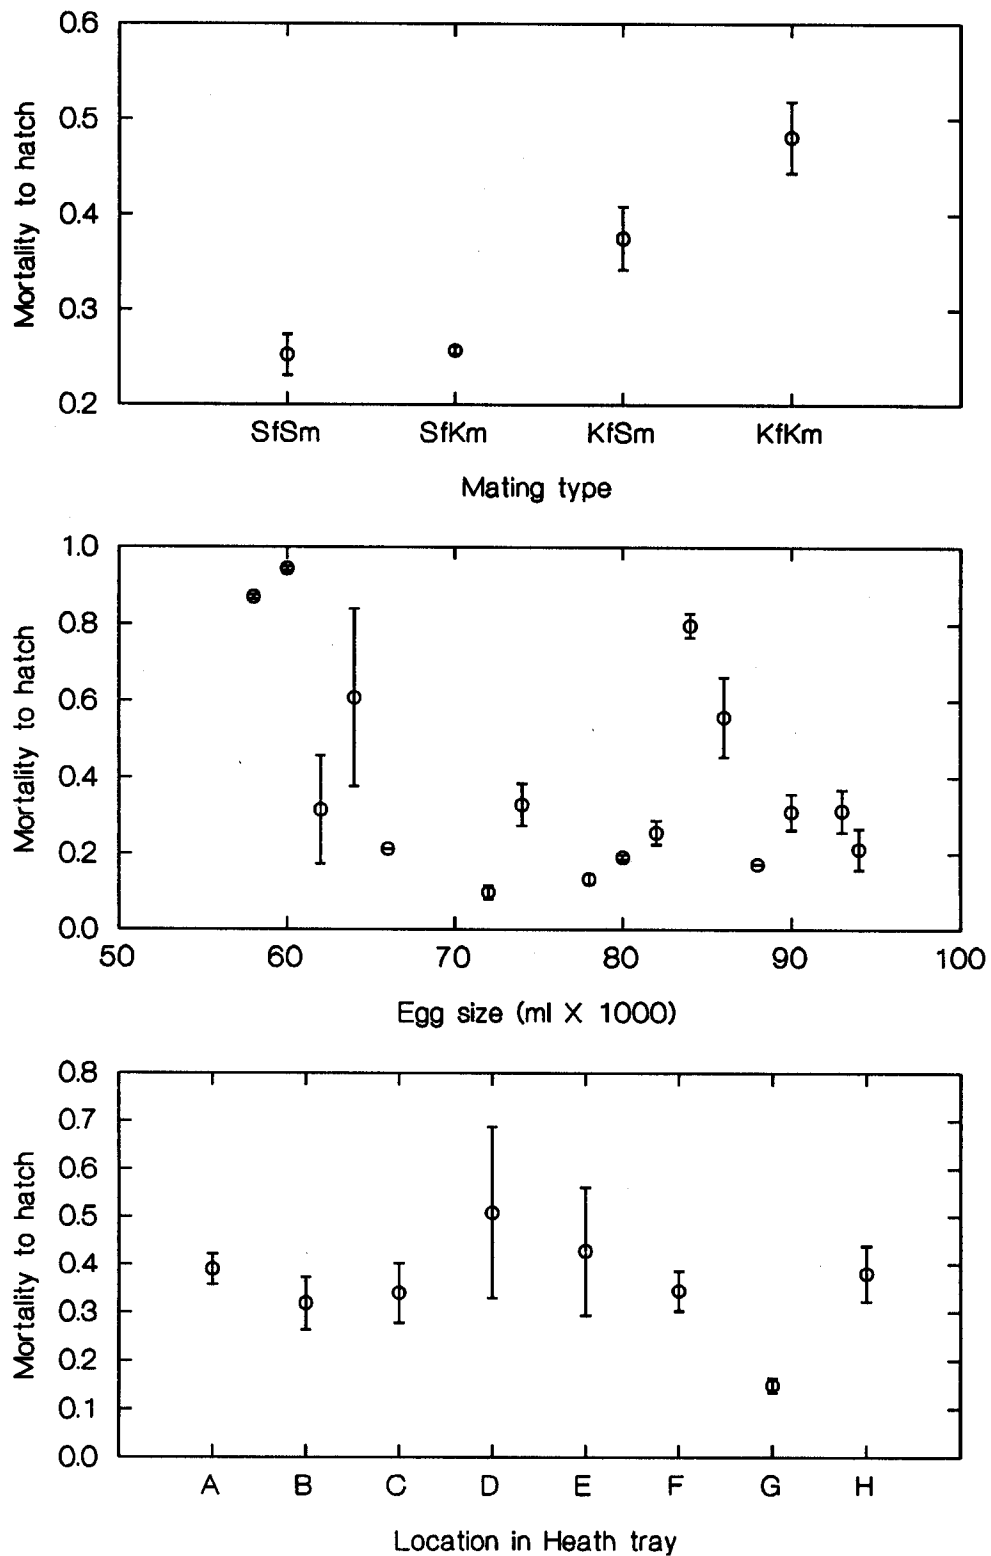 0.6
0.5
0.4
0.3
0.2
Mortality to hatch
SfSm SfKm KfSm KfKm
Mating type
1.0
0.8
0.6
0.4
0.2
0.0
Mortality to hatch
50 60 70 80 90 100
Egg size (ml X 1000)
0.8
0.7
0.6
0.5
0.4
0.3
0.2
0.1
0.0
Mortality to hatch
A B C D E F G H
Location in Heath tray